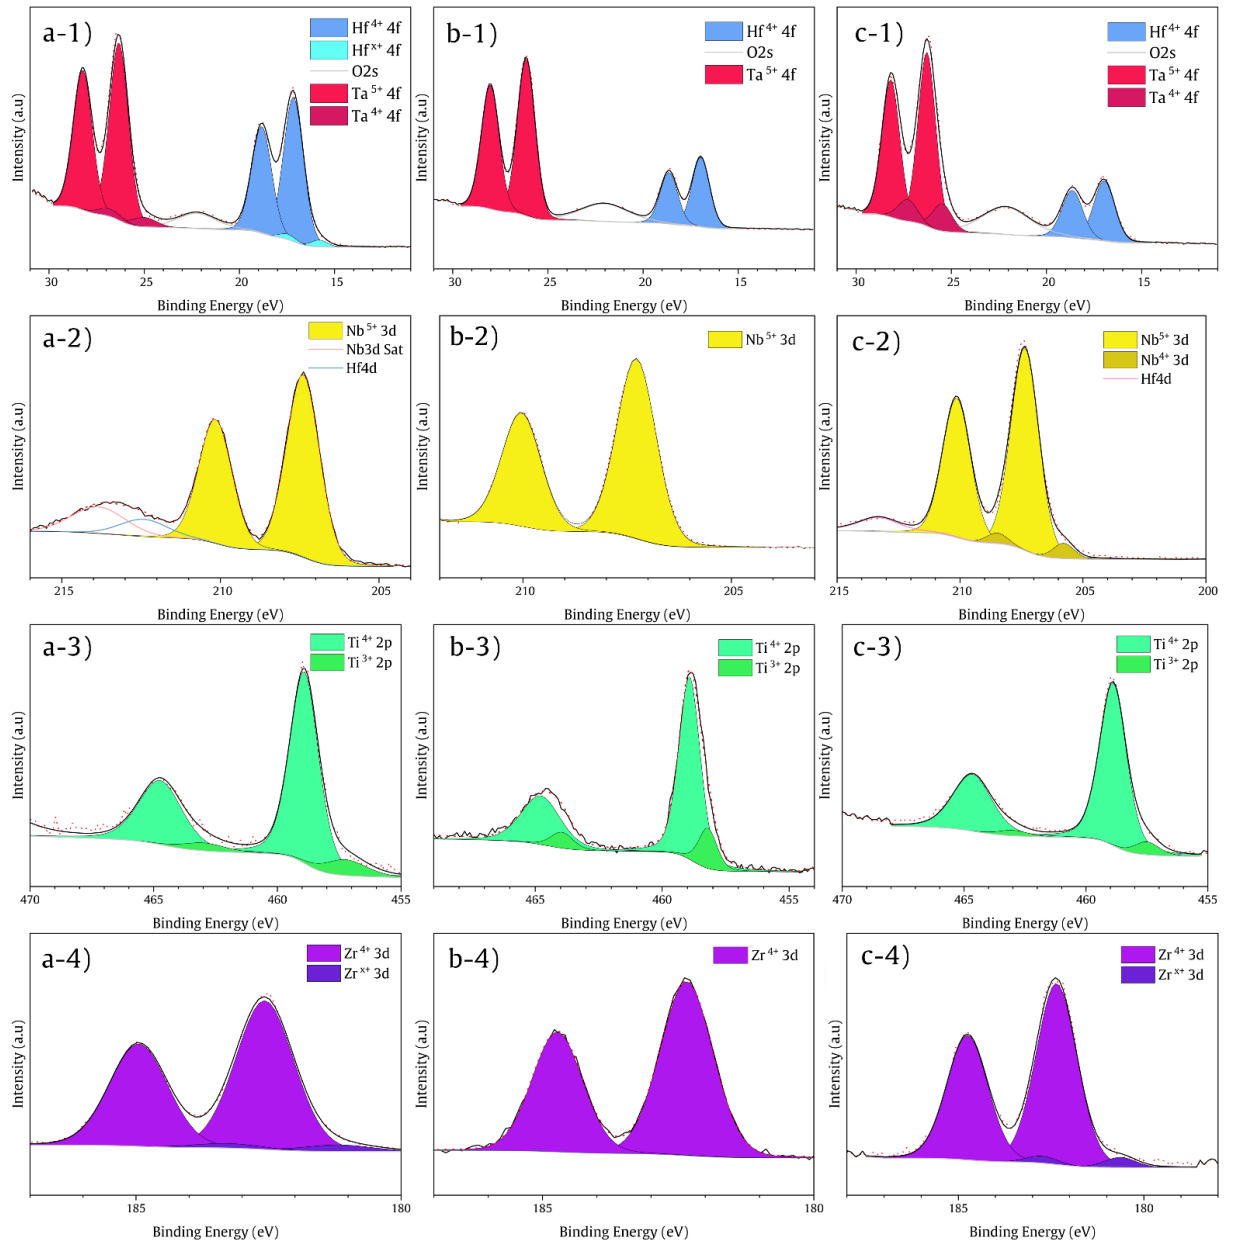 a-1)
Hf⁴⁺ 4f
Hfˣ⁺ 4f
O2s
Ta⁵⁺ 4f
Ta⁴⁺ 4f
Intensity (a.u)
30 25 20 15
Binding Energy (eV)
b-1)
Hf⁴⁺ 4f
O2s
Ta⁵⁺ 4f
Intensity (a.u)
30 25 20 15
Binding Energy (eV)
c-1)
Hf⁴⁺ 4f
O2s
Ta⁵⁺ 4f
Ta⁴⁺ 4f
Intensity (a.u)
30 25 20 15
Binding Energy (eV)
a-2)
Nb⁵⁺ 3d
Nb3d Sat
Hf4d
Intensity (a.u)
215 210 204
Binding Energy (eV)
b-2)
Nb⁵⁺ 3d
Intensity (a.u)
210 205
Binding Energy (eV)
c-2)
Nb⁵⁺ 3d
Nb⁴⁺ 3d
Hf4d
Intensity (a.u)
215 210 205 200
Binding Energy (eV)
a-3)
Ti⁴⁺ 2p
Ti³⁺ 2p
Intensity (a.u)
470 465 460 455
Binding Energy (eV)
b-3)
Ti⁴⁺ 2p
Ti³⁺ 2p
Intensity (a.u)
465 460 455
Binding Energy (eV)
c-3)
Ti⁴⁺ 2p
Ti³⁺ 2p
Intensity (a.u)
470 465 460 455
Binding Energy (eV)
a-4)
Zr⁴⁺ 3d
Zrˣ⁺ 3d
Intensity (a.u)
185 180
Binding Energy (eV)
b-4)
Zr⁴⁺ 3d
Intensity (a.u)
185 180
Binding Energy (eV)
c-4)
Zr⁴⁺ 3d
Zrˣ⁺ 3d
Intensity (a.u)
185 180
Binding Energy (eV)